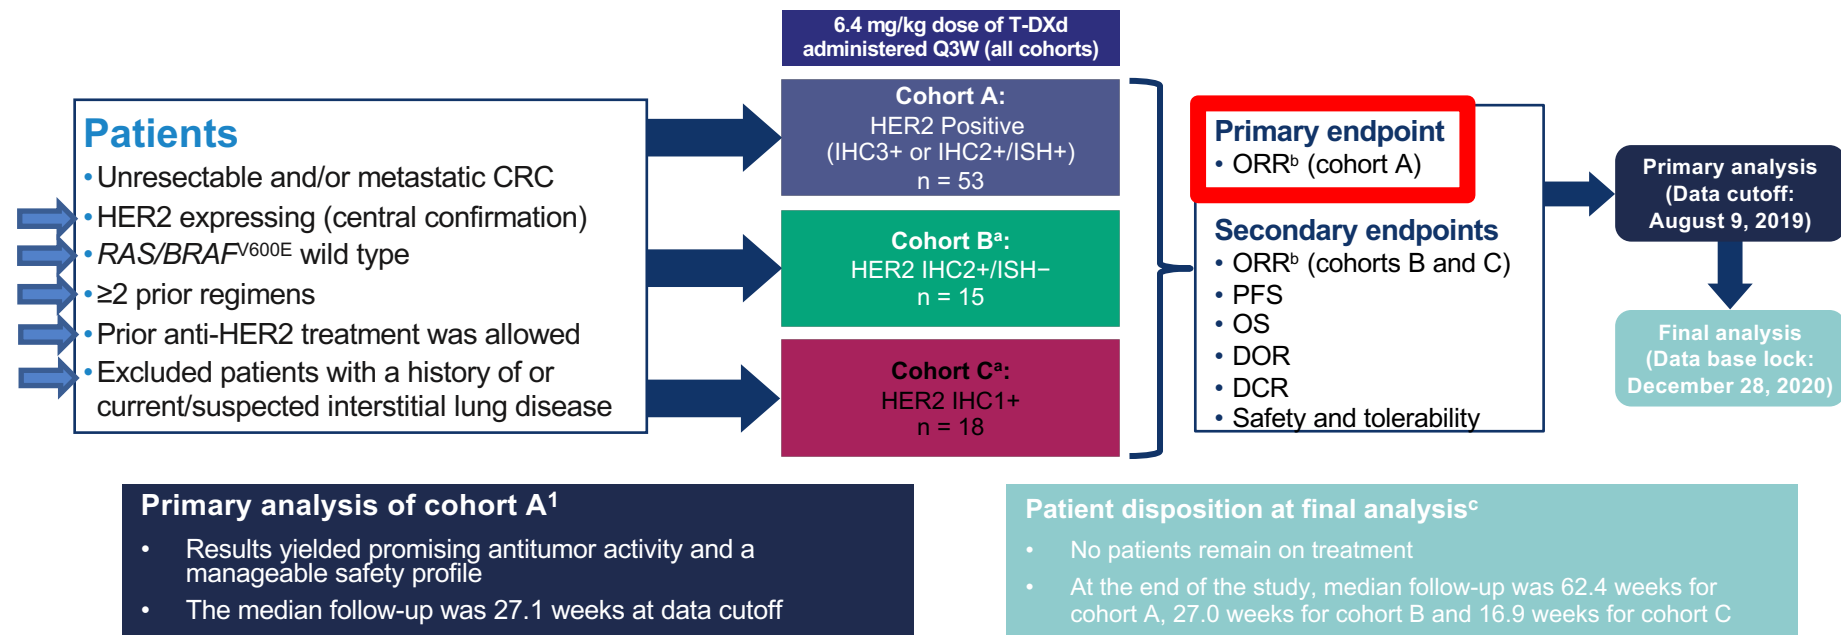 6.4 mg/kg dose of T-DXd
administered Q3W (all cohorts)
Patients
• Unresectable and/or metastatic CRC
• HER2 expressing (central confirmation)
• RAS/BRAFV600E wild type
• ≥2 prior regimens
• Prior anti-HER2 treatment was allowed
• Excluded patients with a history of or
current/suspected interstitial lung disease
Cohort A:
HER2 Positive
(IHC3+ or IHC2+/ISH+)
n = 53
Cohort Bᵃ:
HER2 IHC2+/ISH−
n = 15
Cohort Cᵃ:
HER2 IHC1+
n = 18
Primary endpoint
• ORRᵇ (cohort A)
Secondary endpoints
• ORRᵇ (cohorts B and C)
• PFS
• OS
• DOR
• DCR
• Safety and tolerability
Primary analysis
(Data cutoff:
August 9, 2019)
Final analysis
(Data base lock:
December 28, 2020)
Primary analysis of cohort A¹
• Results yielded promising antitumor activity and a
manageable safety profile
• The median follow-up was 27.1 weeks at data cutoff
Patient disposition at final analysisᶜ
• No patients remain on treatment
• At the end of the study, median follow-up was 62.4 weeks for
cohort A, 27.0 weeks for cohort B and 16.9 weeks for cohort C